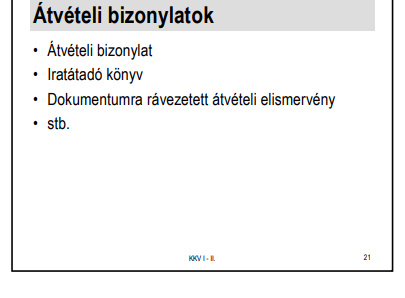 Átvételi bizonylatok
• Átvételi bizonylat
• Iratátadó könyv
• Dokumentumra rávezetett átvételi elismervény
• stb.
KKV I - II.
21